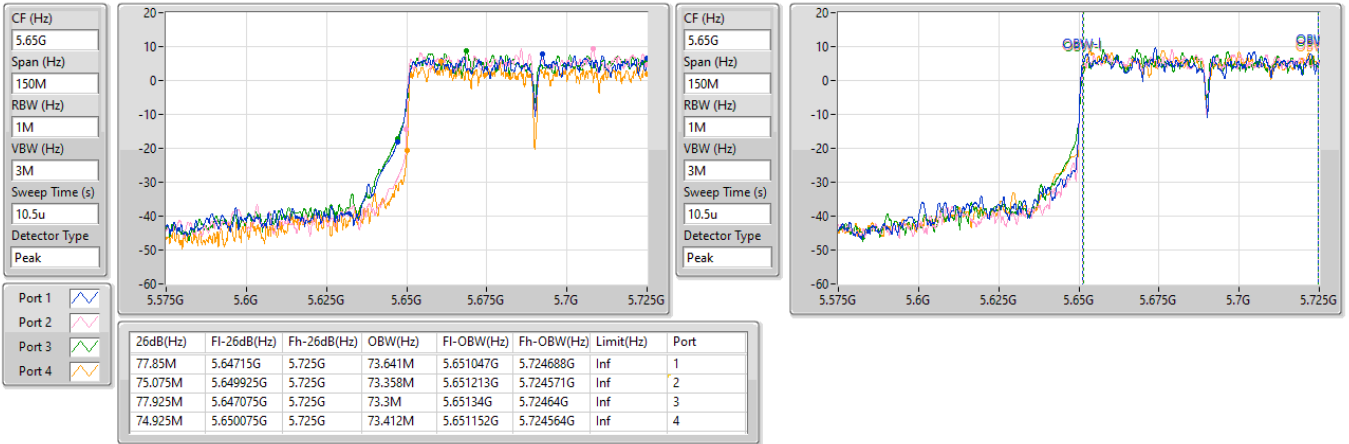 CF (Hz)
5.65G
Span (Hz)
150M
RBW (Hz)
1M
VBW (Hz)
3M
Sweep Time (s)
10.5u
Detector Type
Peak
Port 1
Port 2
Port 3
Port 4
20
10
0
-10
-20
-30
-40
-50
-60
5.575G 5.6G 5.625G 5.65G 5.675G 5.7G 5.725G
26dB(Hz) Fl-26dB(Hz) Fh-26dB(Hz) OBW(Hz) Fl-OBW(Hz) Fh-OBW(Hz) Limit(Hz) Port
77.85M 5.64715G 5.725G 73.641M 5.651047G 5.724688G Inf 1
75.075M 5.649925G 5.725G 73.358M 5.651213G 5.724571G Inf 2
77.925M 5.647075G 5.725G 73.3M 5.65134G 5.72464G Inf 3
74.925M 5.650075G 5.725G 73.412M 5.651152G 5.724564G Inf 4
CF (Hz)
5.65G
Span (Hz)
150M
RBW (Hz)
1M
VBW (Hz)
3M
Sweep Time (s)
10.5u
Detector Type
Peak
20
10
0
-10
-20
-30
-40
-50
-60
OBW-l
5.575G 5.6G 5.625G 5.65G 5.675G 5.7G 5.725G